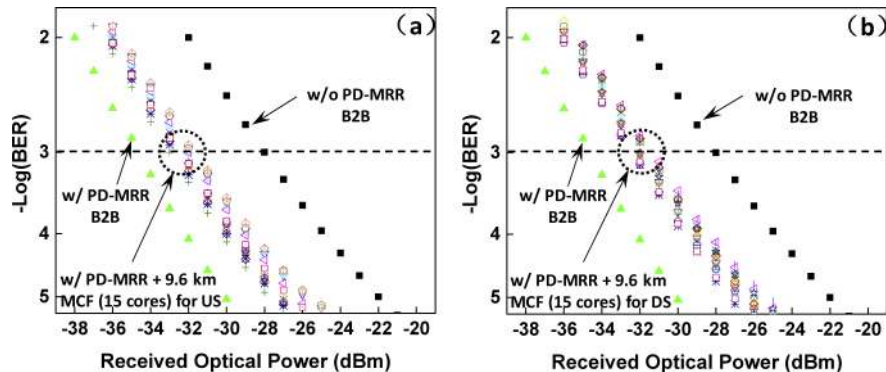 (a)
2
3
4
5
-Log(BER)
w/o PD-MRR
B2B
w/ PD-MRR
B2B
w/ PD-MRR + 9.6 km
MCF (15 cores) for US
-38 -36 -34 -32 -30 -28 -26 -24 -22 -20
Received Optical Power (dBm)
(b)
2
3
4
5
-Log(BER)
w/o PD-MRR
B2B
w/ PD-MRR
B2B
w/ PD-MRR + 9.6 km
MCF (15 cores) for DS
-38 -36 -34 -32 -30 -28 -26 -24 -22 -20
Received Optical Power (dBm)